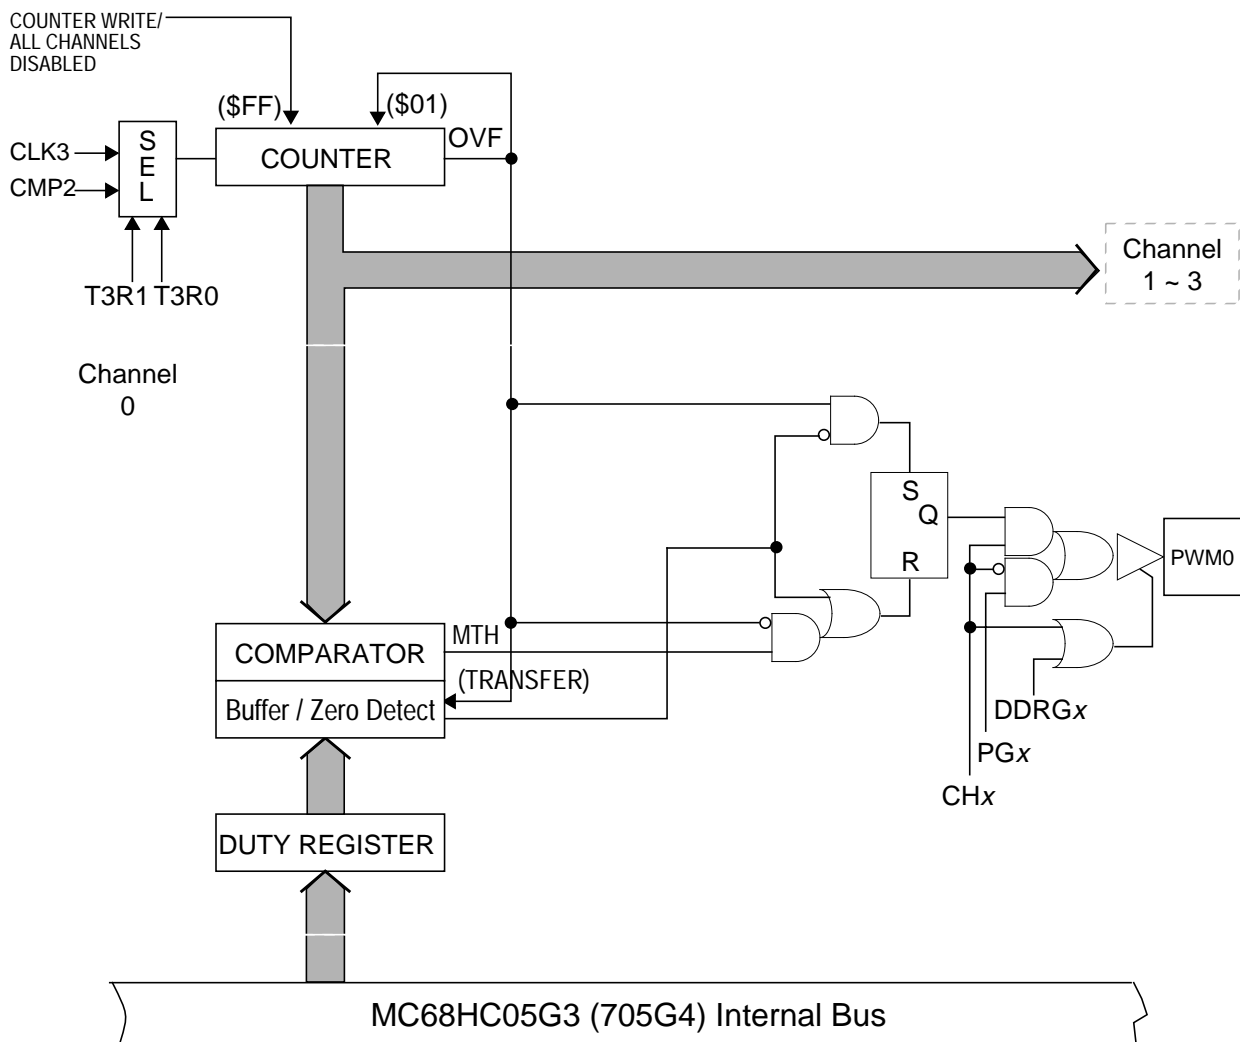 COUNTER WRITE/
ALL CHANNELS
DISABLED
($FF)
($01)
OVF
S
E
L
CLK3
CMP2
COUNTER
T3R1 T3R0
Channel
1 ~ 3
Channel
0
S
Q
R
PWM0
MTH
COMPARATOR
(TRANSFER)
Buffer / Zero Detect
DDRGx
PGx
CHx
DUTY REGISTER
MC68HC05G3 (705G4) Internal Bus